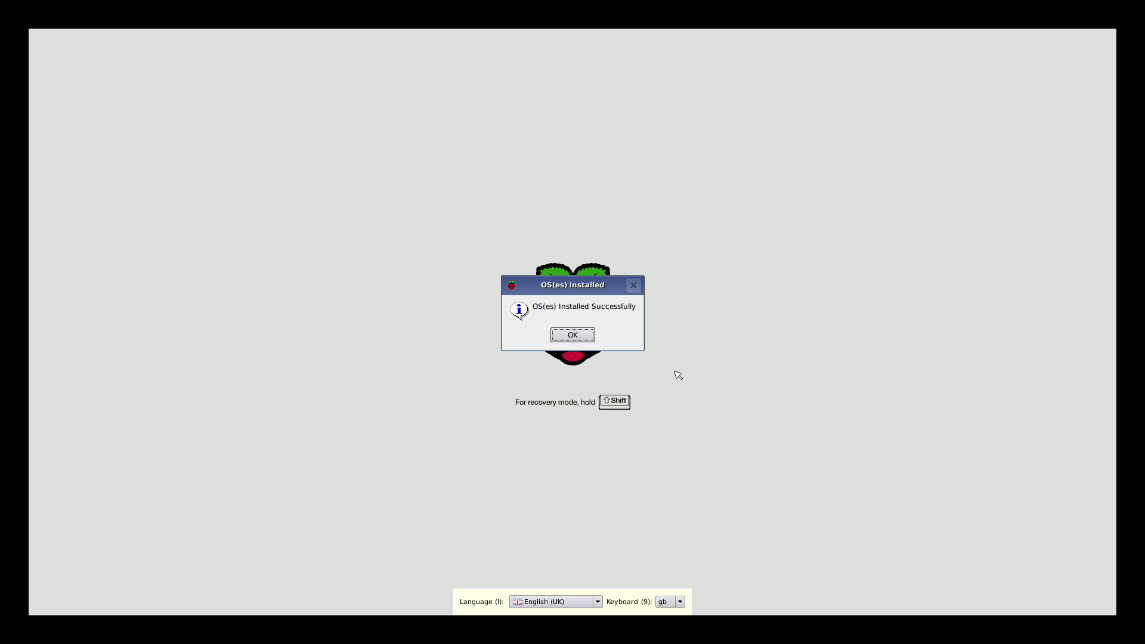 OS(es) installed
OS(es) Installed Successfully
OK
For recovery mode, hold Shift
Language (l): English (UK) Keyboard (9): gb